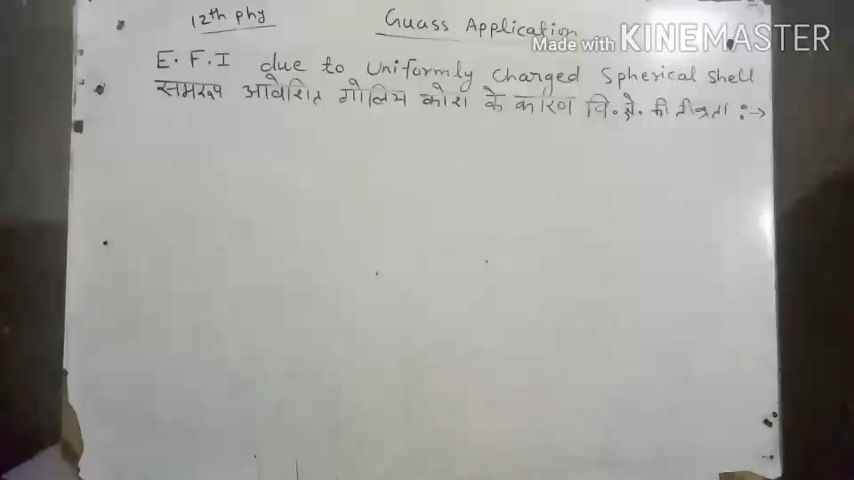 12th phy Guass Application
Made with KINEMASTER
E.F.I due to Uniformly Charged Spherical Shell
समरूप आवेशित गोलिय कोश के कारण वि.क्षे. की तीव्रता :→